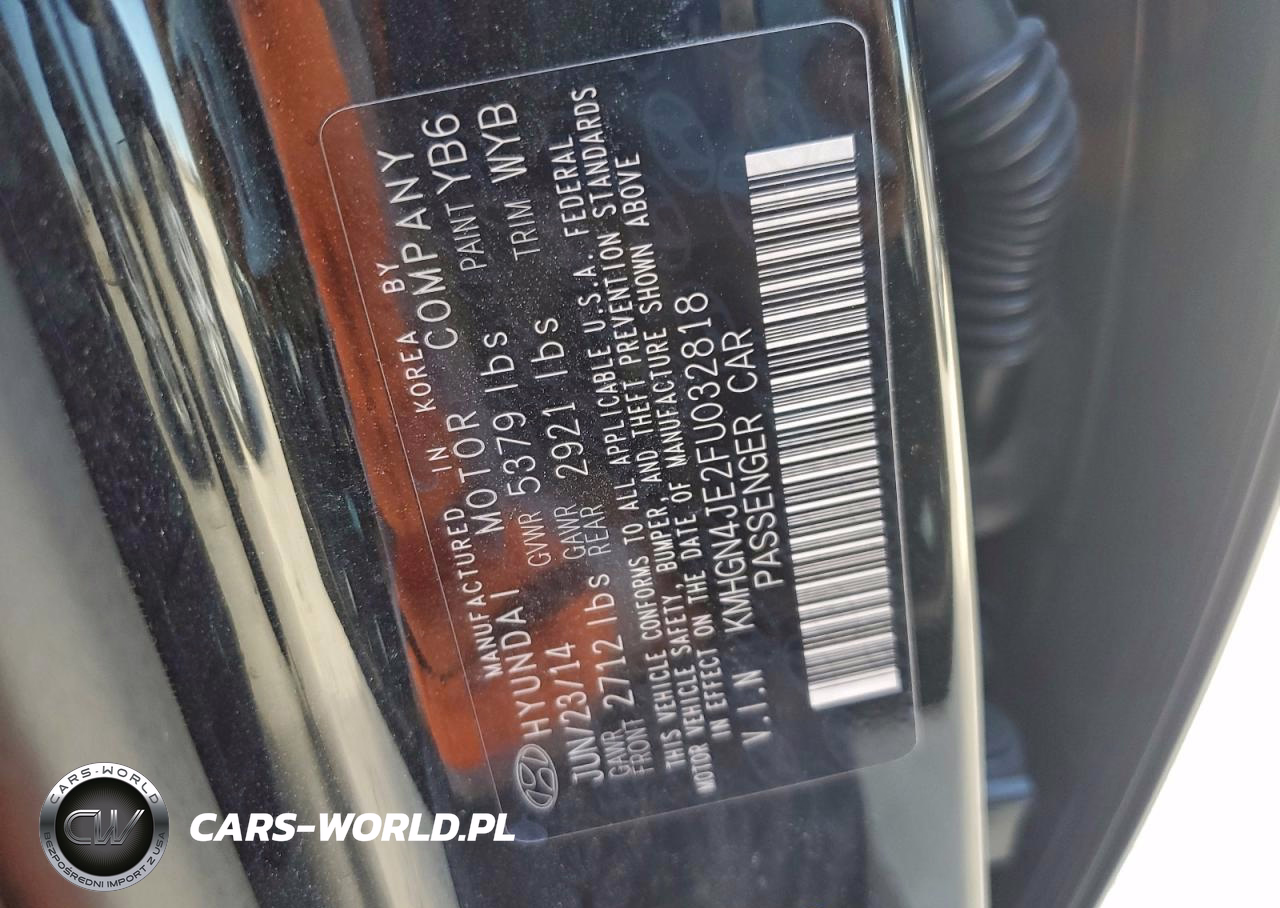 MANUFACTURED IN KOREA BY
HYUNDAI MOTOR COMPANY
JUN/23/14 GVWR 5379 lbs PAINT YB6
GAWR FRONT 2712 lbs GAWR REAR 2921 lbs TRIM WYB
THIS VEHICLE CONFORMS TO ALL APPLICABLE U.S.A. FEDERAL
MOTOR VEHICLE SAFETY, BUMPER, AND THEFT PREVENTION STANDARDS
IN EFFECT ON THE DATE OF MANUFACTURE SHOWN ABOVE
V.I.N KMHGN4JE2FU032818
PASSENGER CAR
CARS-WORLD
CW
BEZPOŚREDNI IMPORT Z USA
CARS-WORLD.PL